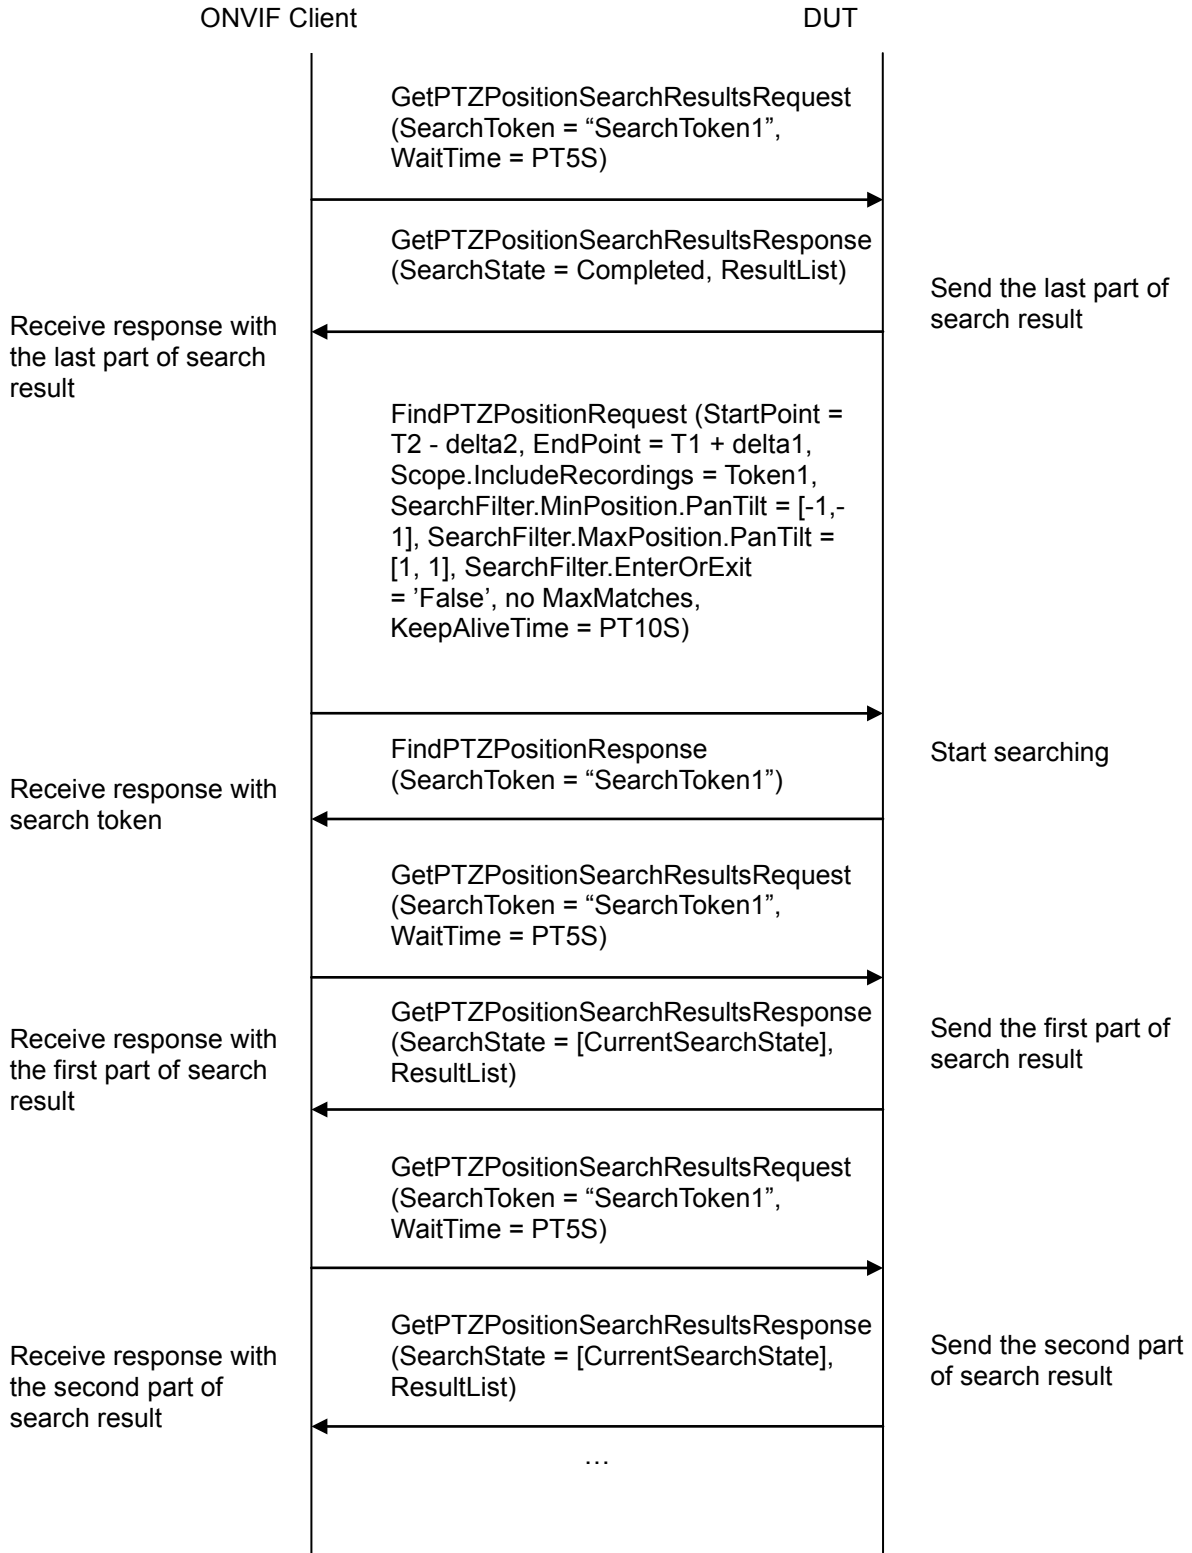 ONVIF Client
DUT
GetPTZPositionSearchResultsRequest
(SearchToken = “SearchToken1”,
WaitTime = PT5S)
GetPTZPositionSearchResultsResponse
(SearchState = Completed, ResultList)
Send the last part of
search result
Receive response with
the last part of search
result
FindPTZPositionRequest (StartPoint =
T2 - delta2, EndPoint = T1 + delta1,
Scope.IncludeRecordings = Token1,
SearchFilter.MinPosition.PanTilt = [-1,-
1], SearchFilter.MaxPosition.PanTilt =
[1, 1], SearchFilter.EnterOrExit
= ’False’, no MaxMatches,
KeepAliveTime = PT10S)
FindPTZPositionResponse
(SearchToken = “SearchToken1”)
Start searching
Receive response with
search token
GetPTZPositionSearchResultsRequest
(SearchToken = “SearchToken1”,
WaitTime = PT5S)
GetPTZPositionSearchResultsResponse
(SearchState = [CurrentSearchState],
ResultList)
Send the first part of
search result
Receive response with
the first part of search
result
GetPTZPositionSearchResultsRequest
(SearchToken = “SearchToken1”,
WaitTime = PT5S)
GetPTZPositionSearchResultsResponse
(SearchState = [CurrentSearchState],
ResultList)
Send the second part
of search result
Receive response with
the second part of
search result
…